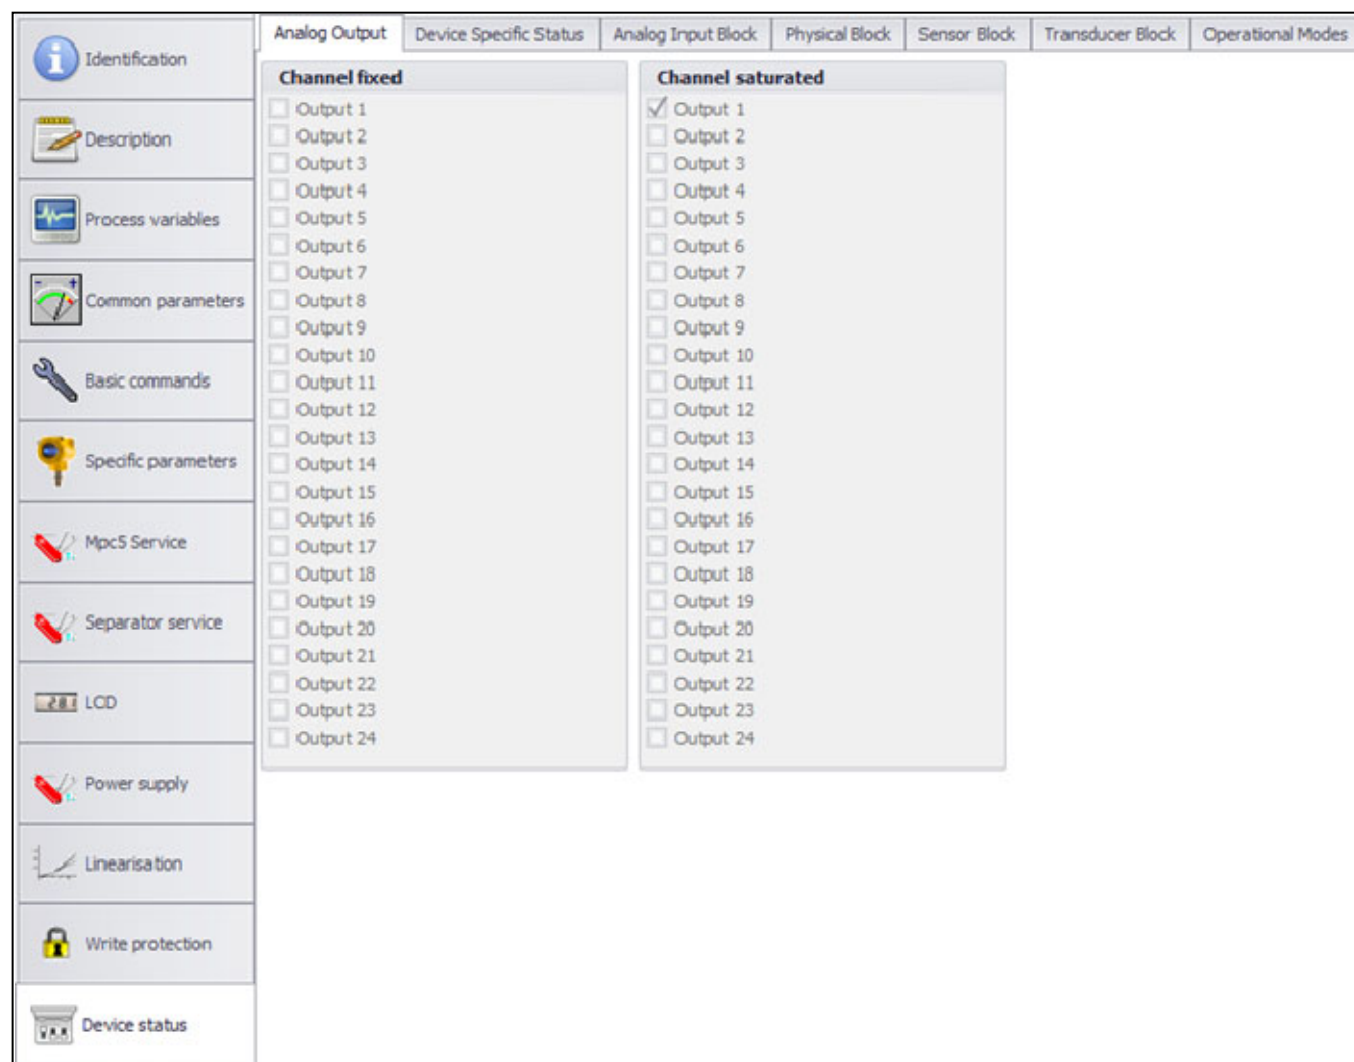 Identification
Description
Process variables
Common parameters
Basic commands
Specific parameters
Mpc5 Service
Separator service
LCD
Power supply
Linearisation
Write protection
Device status
Analog Output
Device Specific Status
Analog Input Block
Physical Block
Sensor Block
Transducer Block
Operational Modes
Channel fixed
Output 1
Output 2
Output 3
Output 4
Output 5
Output 6
Output 7
Output 8
Output 9
Output 10
Output 11
Output 12
Output 13
Output 14
Output 15
Output 16
Output 17
Output 18
Output 19
Output 20
Output 21
Output 22
Output 23
Output 24
Channel saturated
Output 1
Output 2
Output 3
Output 4
Output 5
Output 6
Output 7
Output 8
Output 9
Output 10
Output 11
Output 12
Output 13
Output 14
Output 15
Output 16
Output 17
Output 18
Output 19
Output 20
Output 21
Output 22
Output 23
Output 24